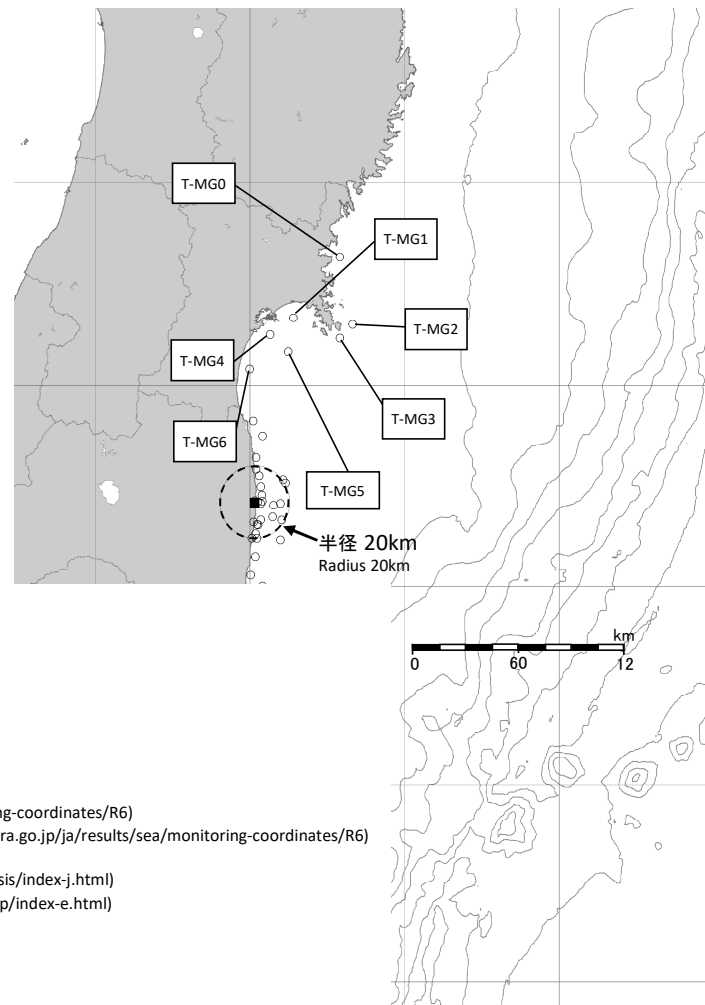 T-MG0
T-MG1
T-MG2
T-MG4
T-MG3
T-MG6
T-MG5
半径 20km
Radius 20km
km
0 60 12
ng-coordinates/R6)
ra.go.jp/ja/results/sea/monitoring-coordinates/R6)
sis/index-j.html)
p/index-e.html)